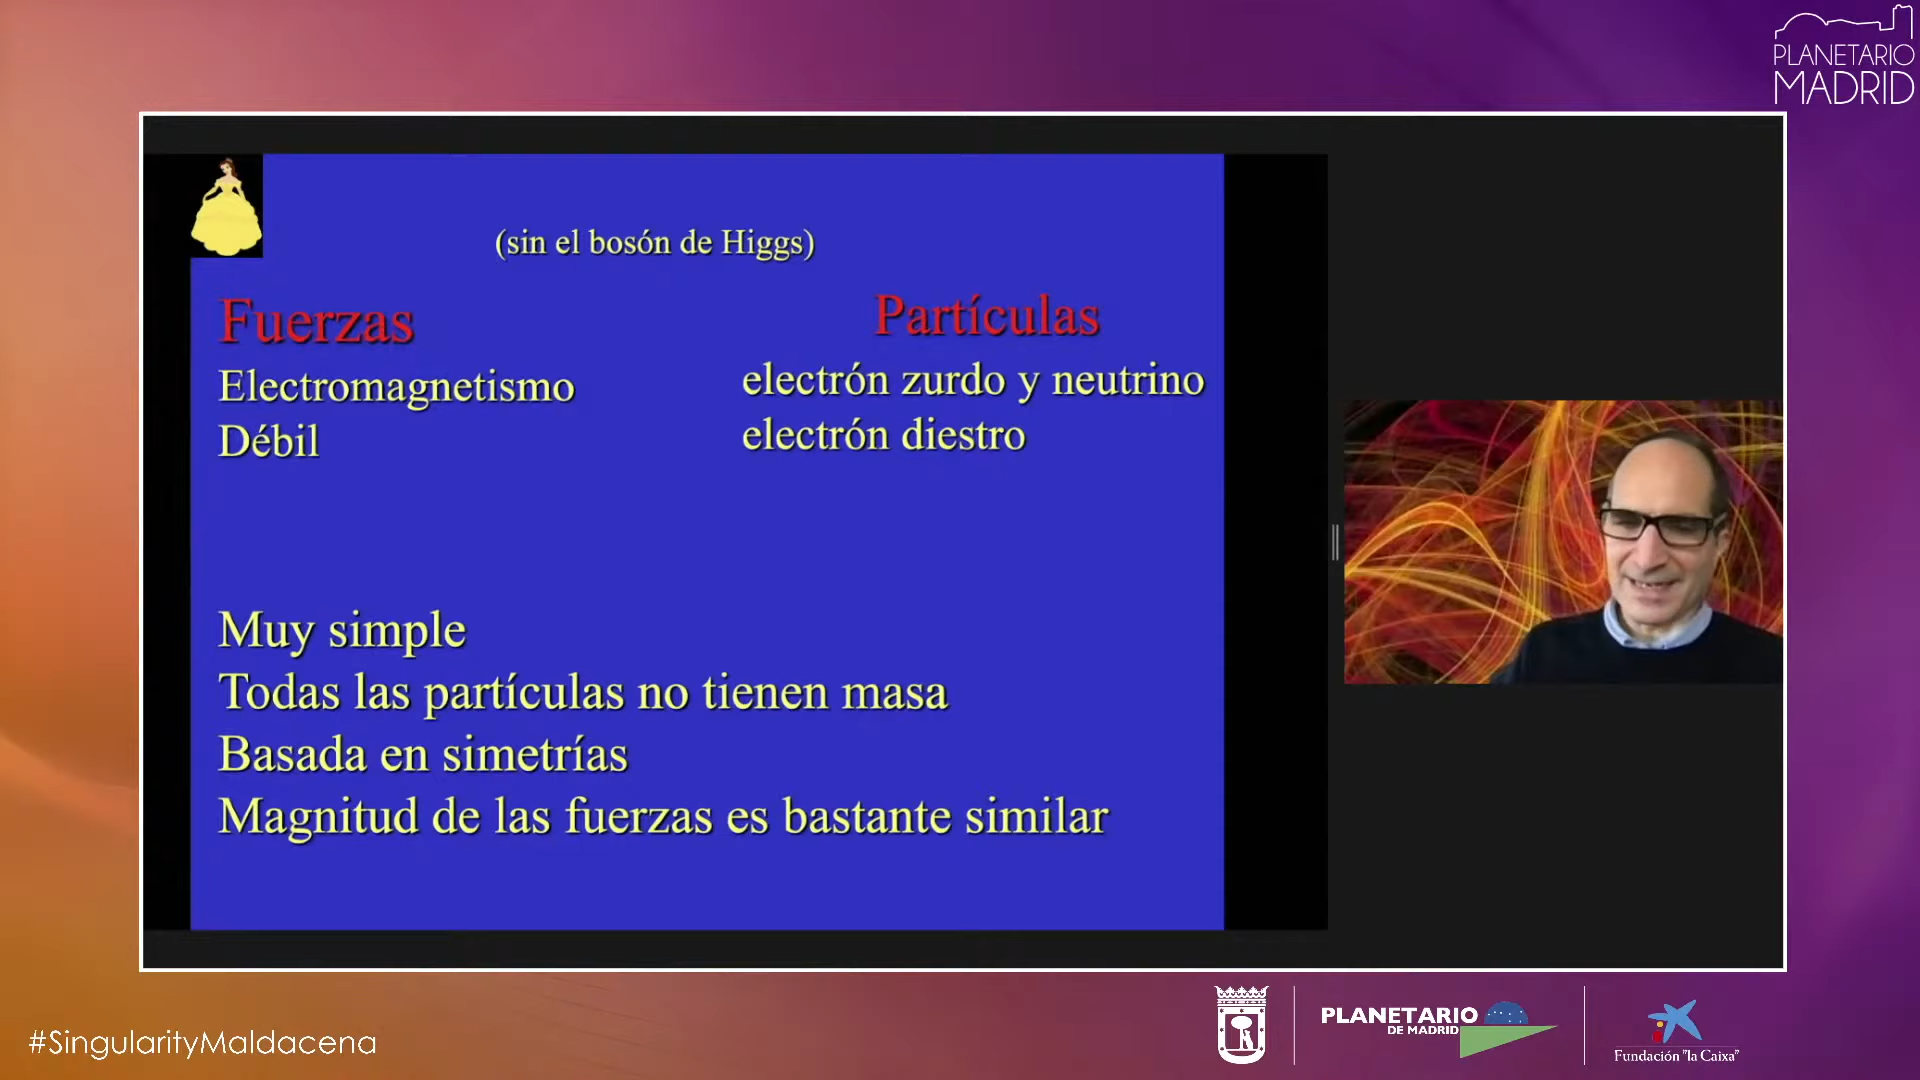 PLANETARIO
MADRID
(sin el bosón de Higgs)
Fuerzas
Electromagnetismo
Débil
Partículas
electrón zurdo y neutrino
electrón diestro
Muy simple
Todas las partículas no tienen masa
Basada en simetrías
Magnitud de las fuerzas es bastante similar
#SingularityMaldacena
PLANETARIO
DE MADRID
Fundación "la Caixa"